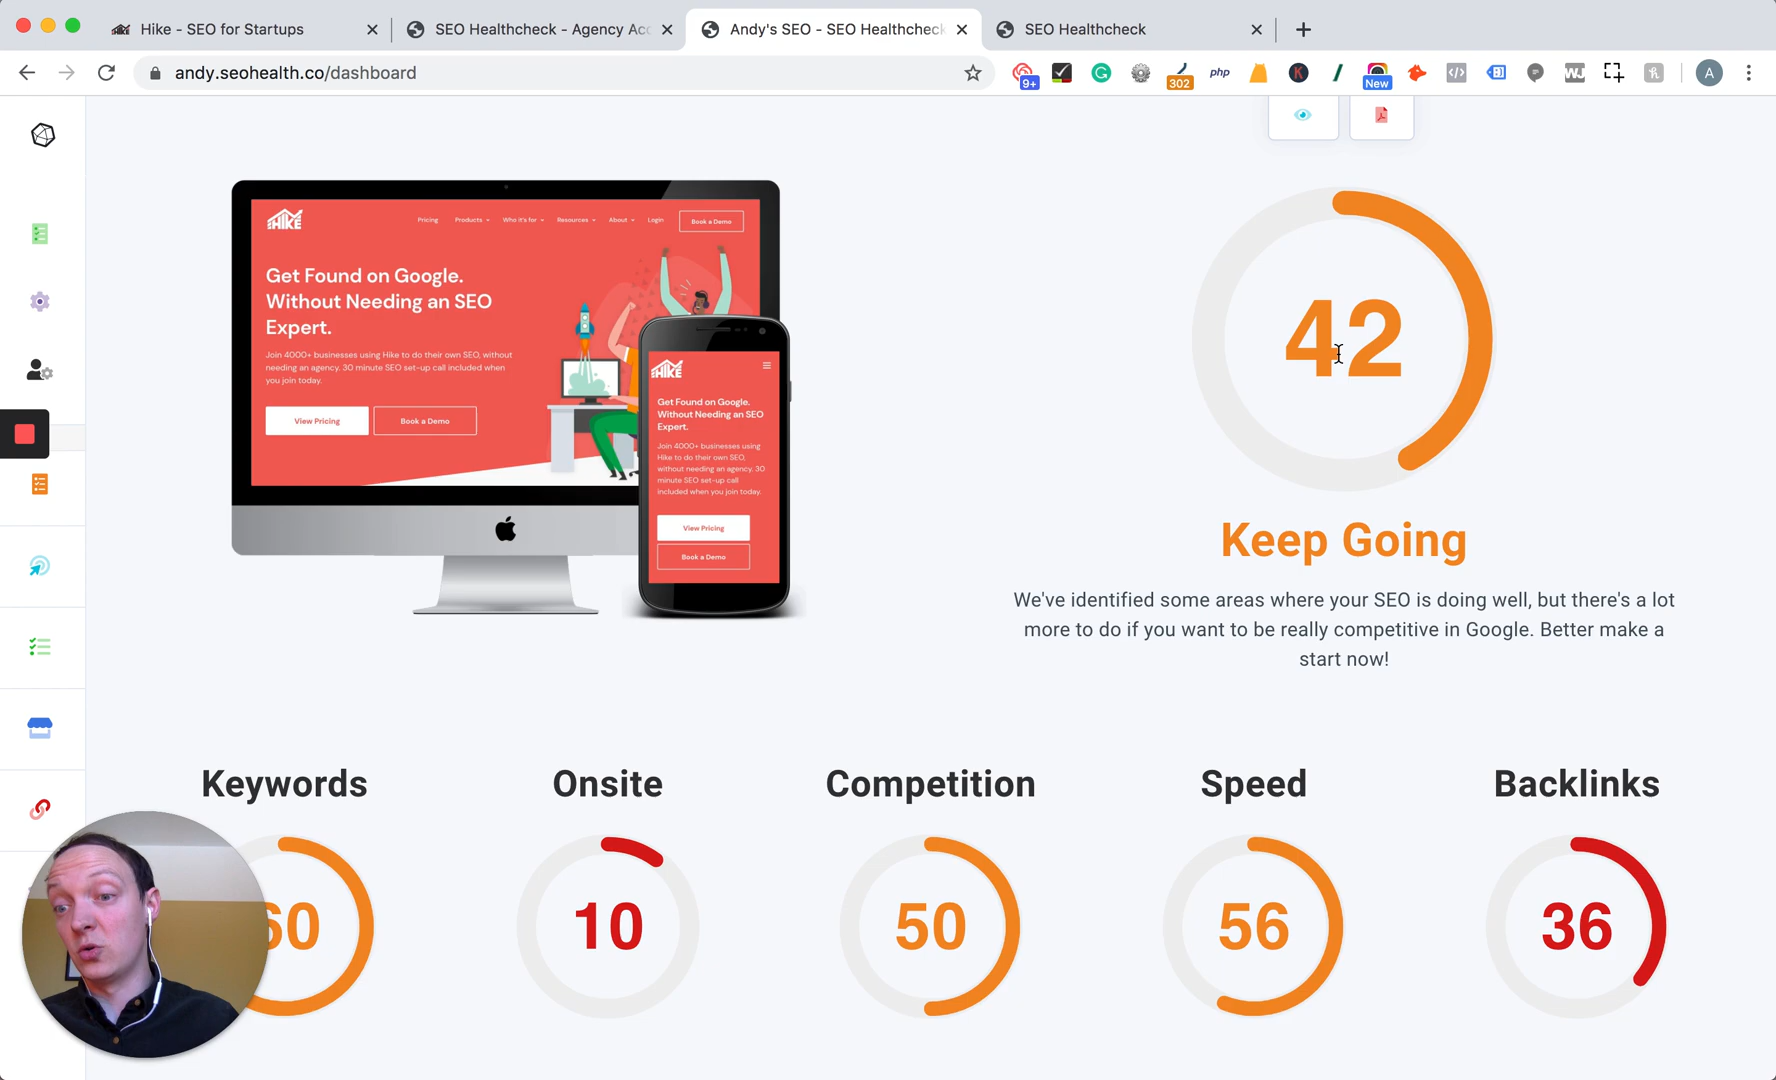 Hike - SEO for Startups
SEO Healthcheck - Agency Acc
Andy's SEO - SEO Healthcheck
SEO Healthcheck
andy.seohealth.co/dashboard
9+
302
php
K
New
WJ
A
HIKE
Pricing
Products
Who it's for
Resources
About
Login
Book a Demo
Get Found on Google.
Without Needing an SEO
Expert.
Join 4000+ businesses using Hike to do their own SEO, without
needing an agency. 30 minute SEO set-up call included when
you join today.
View Pricing
Book a Demo
HIKE
Get Found on Google.
Without Needing an SEO
Expert.
Join 4000+ businesses using
Hike to do their own SEO,
without needing an agency. 30
minute SEO set-up call
included when you join today.
View Pricing
Book a Demo
42
Keep Going
We've identified some areas where your SEO is doing well, but there's a lot
more to do if you want to be really competitive in Google. Better make a
start now!
Keywords
Onsite
Competition
Speed
Backlinks
60
10
50
56
36